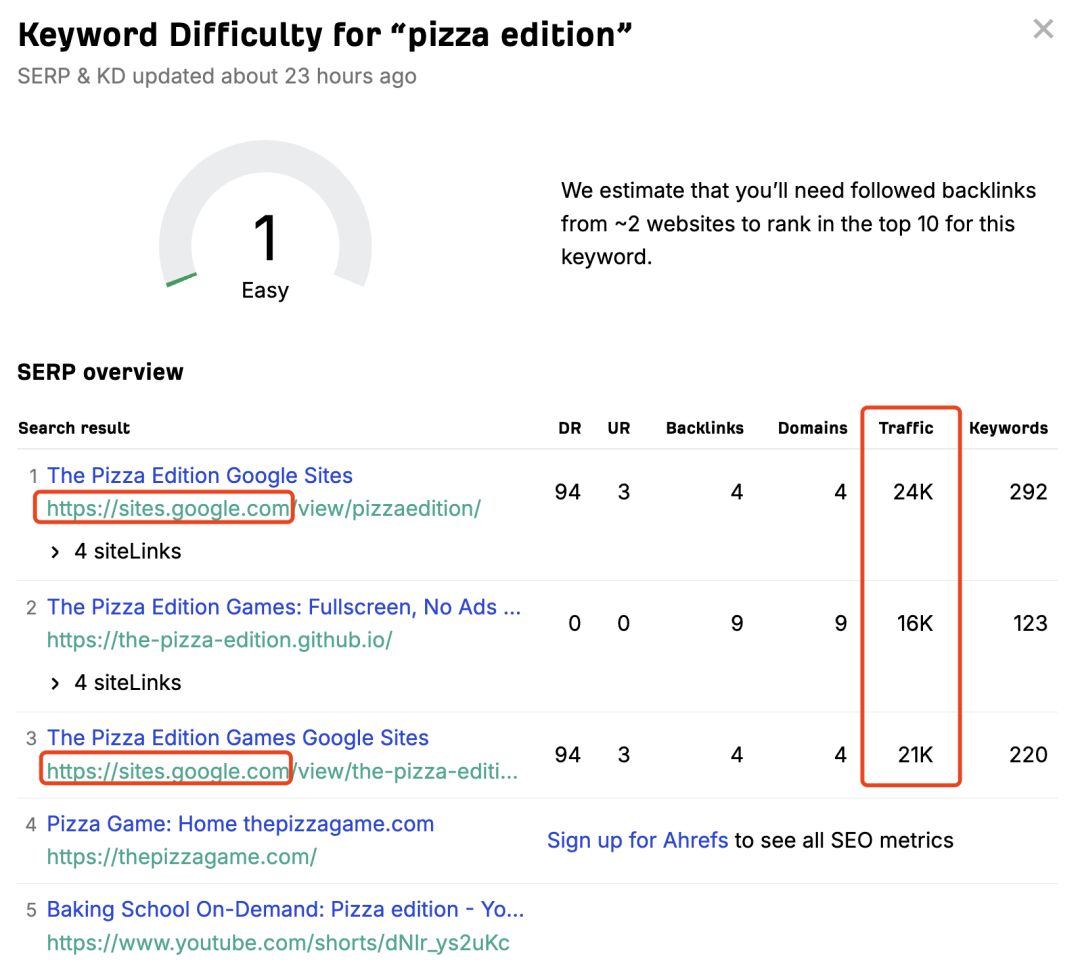 Keyword Difficulty for “pizza edition”
SERP & KD updated about 23 hours ago
1
Easy
We estimate that you’ll need followed backlinks
from ~2 websites to rank in the top 10 for this
keyword.
SERP overview
Search result DR UR Backlinks Domains Traffic Keywords
1 The Pizza Edition Google Sites
https://sites.google.com/view/pizzaedition/
94 3 4 4 24K 292
4 siteLinks
2 The Pizza Edition Games: Fullscreen, No Ads ...
https://the-pizza-edition.github.io/
0 0 9 9 16K 123
4 siteLinks
3 The Pizza Edition Games Google Sites
https://sites.google.com/view/the-pizza-editi...
94 3 4 4 21K 220
4 Pizza Game: Home thepizzagame.com
https://thepizzagame.com/
Sign up for Ahrefs to see all SEO metrics
5 Baking School On-Demand: Pizza edition - Yo...
https://www.youtube.com/shorts/dNlr_ys2uKc